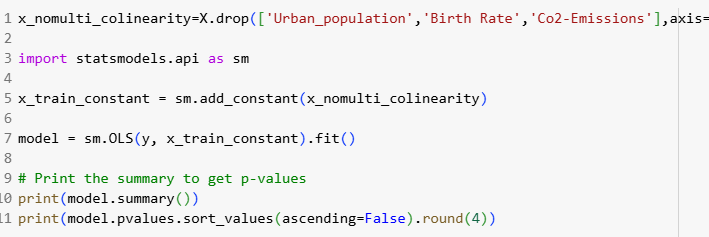 1 x_nomulti_colinearity=X.drop(['Urban_population','Birth Rate','Co2-Emissions'],axis=
2
3 import statsmodels.api as sm
4
5 x_train_constant = sm.add_constant(x_nomulti_colinearity)
6
7 model = sm.OLS(y, x_train_constant).fit()
8
9 # Print the summary to get p-values
10 print(model.summary())
11 print(model.pvalues.sort_values(ascending=False).round(4))